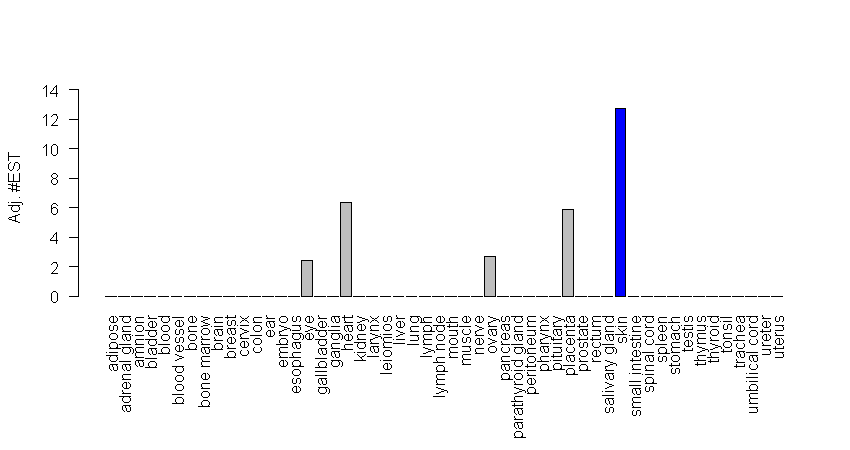 14
12
10
8
6
4
2
0
Adj. #EST
adipose
adrenal gland
amnion
bladder
blood
blood vessel
bone
bone marrow
brain
breast
cervix
colon
ear
embryo
esophagus
eye
gallbladder
ganglia
heart
kidney
larynx
leiomios
liver
lung
lymph
lymph node
mouth
muscle
nerve
ovary
pancreas
parathyroid gland
peritoneum
pharynx
pituitary
placenta
prostate
rectum
salivary gland
skin
small intestine
spinal cord
spleen
stomach
testis
thymus
thyroid
tonsil
trachea
umbilical cord
ureter
uterus